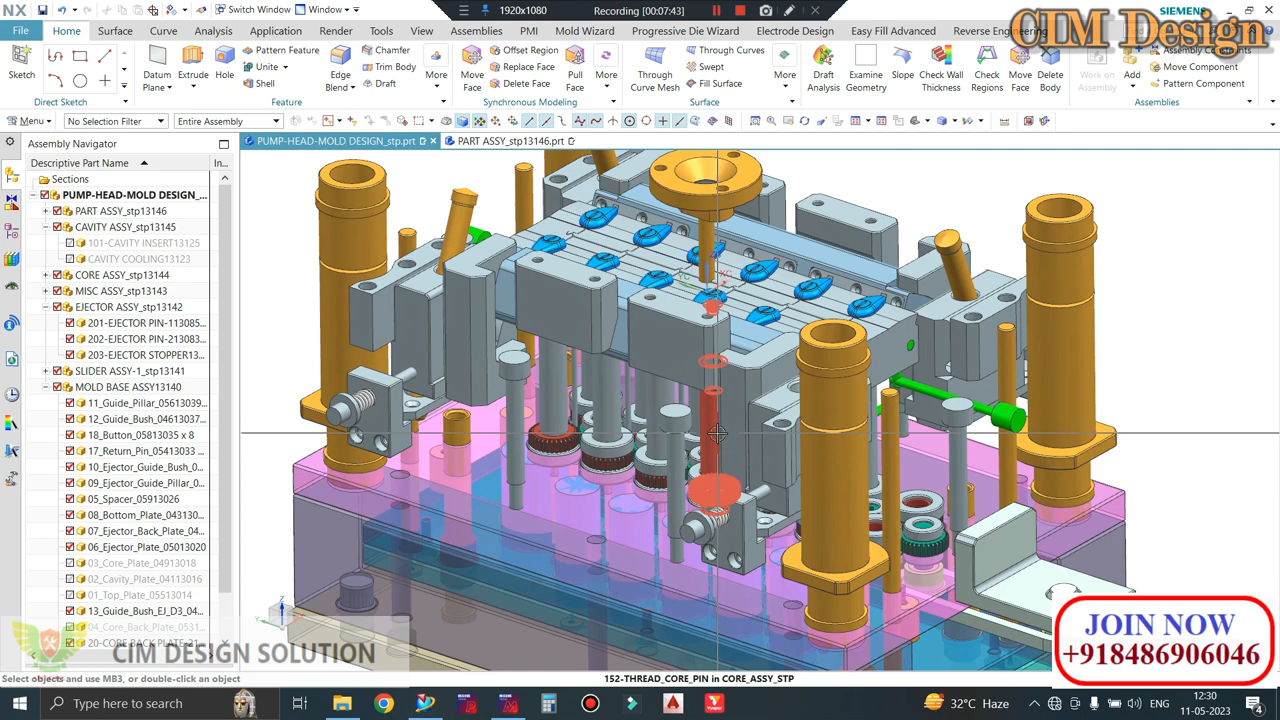 NX
Switch Window
Window
1920x1080
Recording [00:07:43]
SIEMENS
CIM Design
File
Home
Surface
Curve
Analysis
Application
Render
Tools
View
Assemblies
PMI
Mold Wizard
Progressive Die Wizard
Electrode Design
Easy Fill Advanced
Reverse Engineering
Sketch
Direct Sketch
Datum Plane
Extrude
Hole
Pattern Feature
Unite
Shell
Edge Blend
Chamfer
Trim Body
Draft
More
Feature
Move Face
Offset Region
Replace Face
Delete Face
Pull Face
More
Synchronous Modeling
Through Curve Mesh
Through Curves
Swept
Fill Surface
More
Surface
Draft Analysis
Examine Geometry
Slope
Check Wall Thickness
Check Regions
Move Face
Delete Body
Work on Assembly
Add
Assembly Constraints
Move Component
Pattern Component
Assemblies
Menu
No Selection Filter
Entire Assembly
Assembly Navigator
PUMP-HEAD-MOLD DESIGN_stp.prt
PART ASSY_stp13146.prt
Descriptive Part Name
In...
Sections
PUMP-HEAD-MOLD DESIGN_...
PART ASSY_stp13146
CAVITY ASSY_stp13145
101-CAVITY INSERT13125
CAVITY COOLING13123
CORE ASSY_stp13144
MISC ASSY_stp13143
EJECTOR ASSY_stp13142
201-EJECTOR PIN-113085...
202-EJECTOR PIN-213083...
203-EJECTOR STOPPER13...
SLIDER ASSY-1_stp13141
MOLD BASE ASSY13140
11_Guide_Pillar_05613039...
12_Guide_Bush_04613037...
18_Button_05813035 x 8
17_Return_Pin_05513041...
10_Ejector_Guide_Bush_0...
09_Ejector_Guide_Pillar_0...
05_Spacer_05913026
08_Bottom_Plate_04913...
07_Ejector_Back_Plate_04...
06_Ejector_Plate_05013020
03_Core_Plate_04913018
02_Cavity_Plate_04113016
01_Top_Plate_05513014
13_Guide_Bush_EJ_D3_04...
04_Core_Back_Plate_0531...
20-CORE BACK PLATE-21...
CIM DESIGN SOLUTION
JOIN NOW
+918486906046
Select objects and use MB3, or double-click an object
152-THREAD_CORE_PIN in CORE_ASSY_STP
Type here to search
32°C Haze
ENG
12:30
11-05-2023